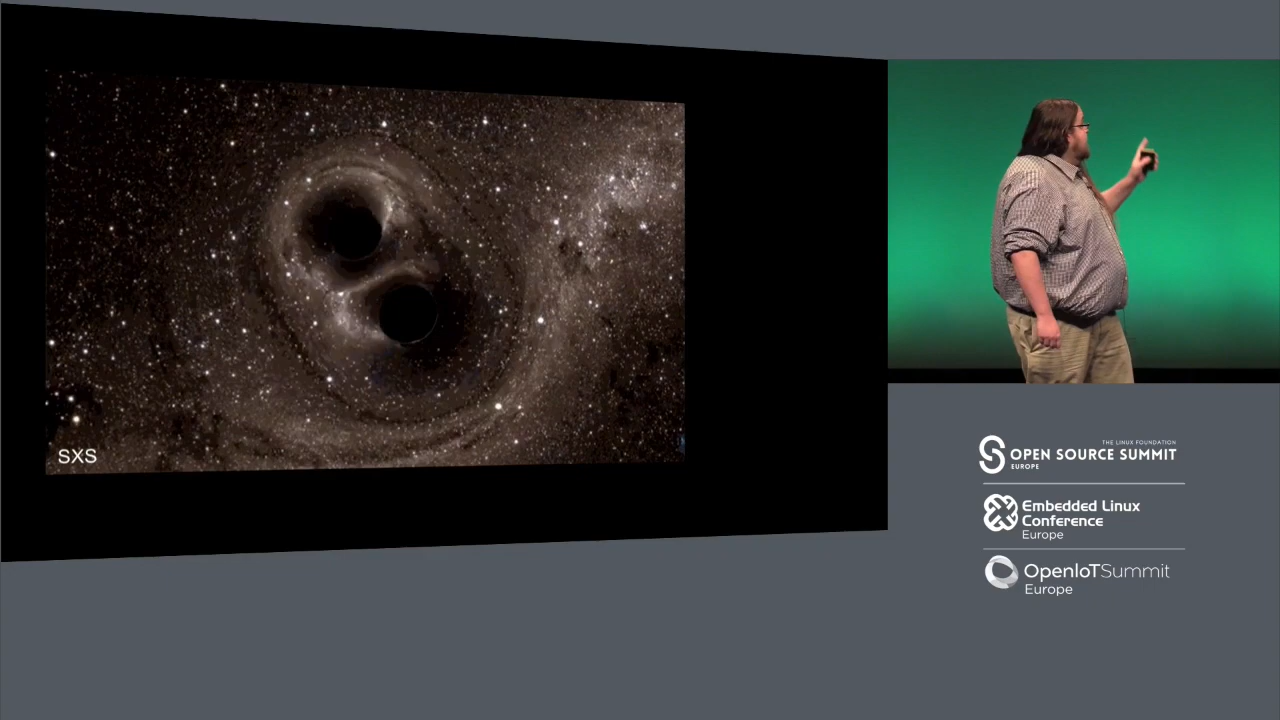 SXS
THE LINUX FOUNDATION
OPEN SOURCE SUMMIT
EUROPE
Embedded Linux
Conference
Europe
OpenIoTSummit
Europe